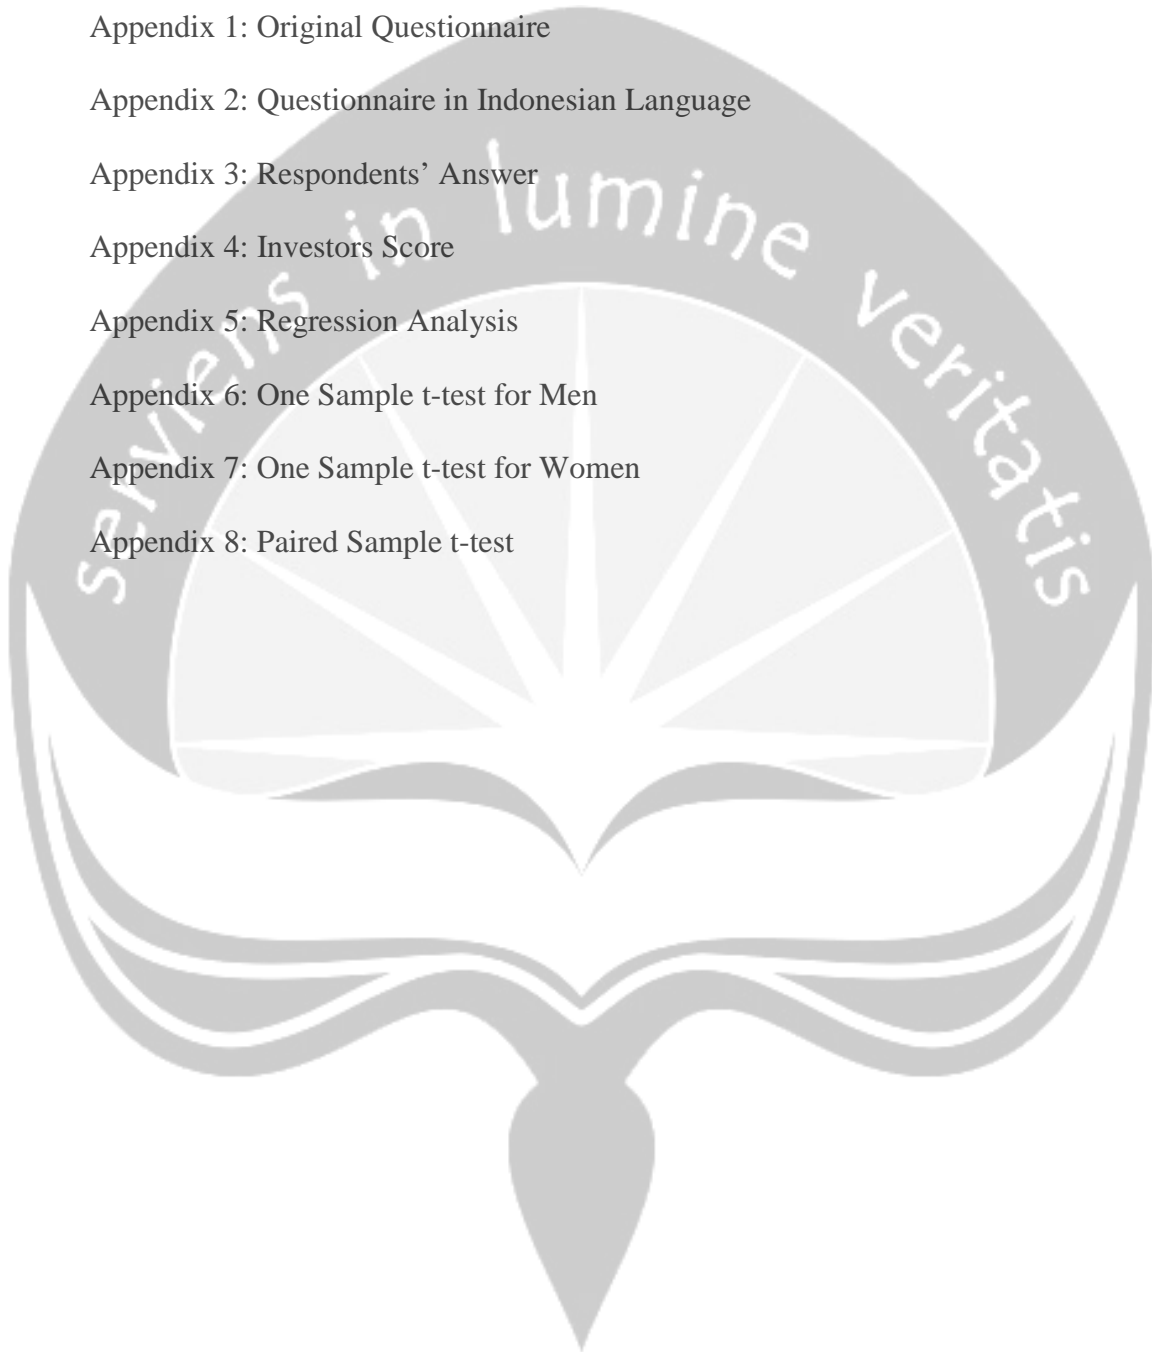 Appendix 1: Original Questionnaire
Appendix 2: Questionnaire in Indonesian Language
Appendix 3: Respondents’ Answer
Appendix 4: Investors Score
Appendix 5: Regression Analysis
Appendix 6: One Sample t-test for Men
Appendix 7: One Sample t-test for Women
Appendix 8: Paired Sample t-test
serviens in lumine veritatis